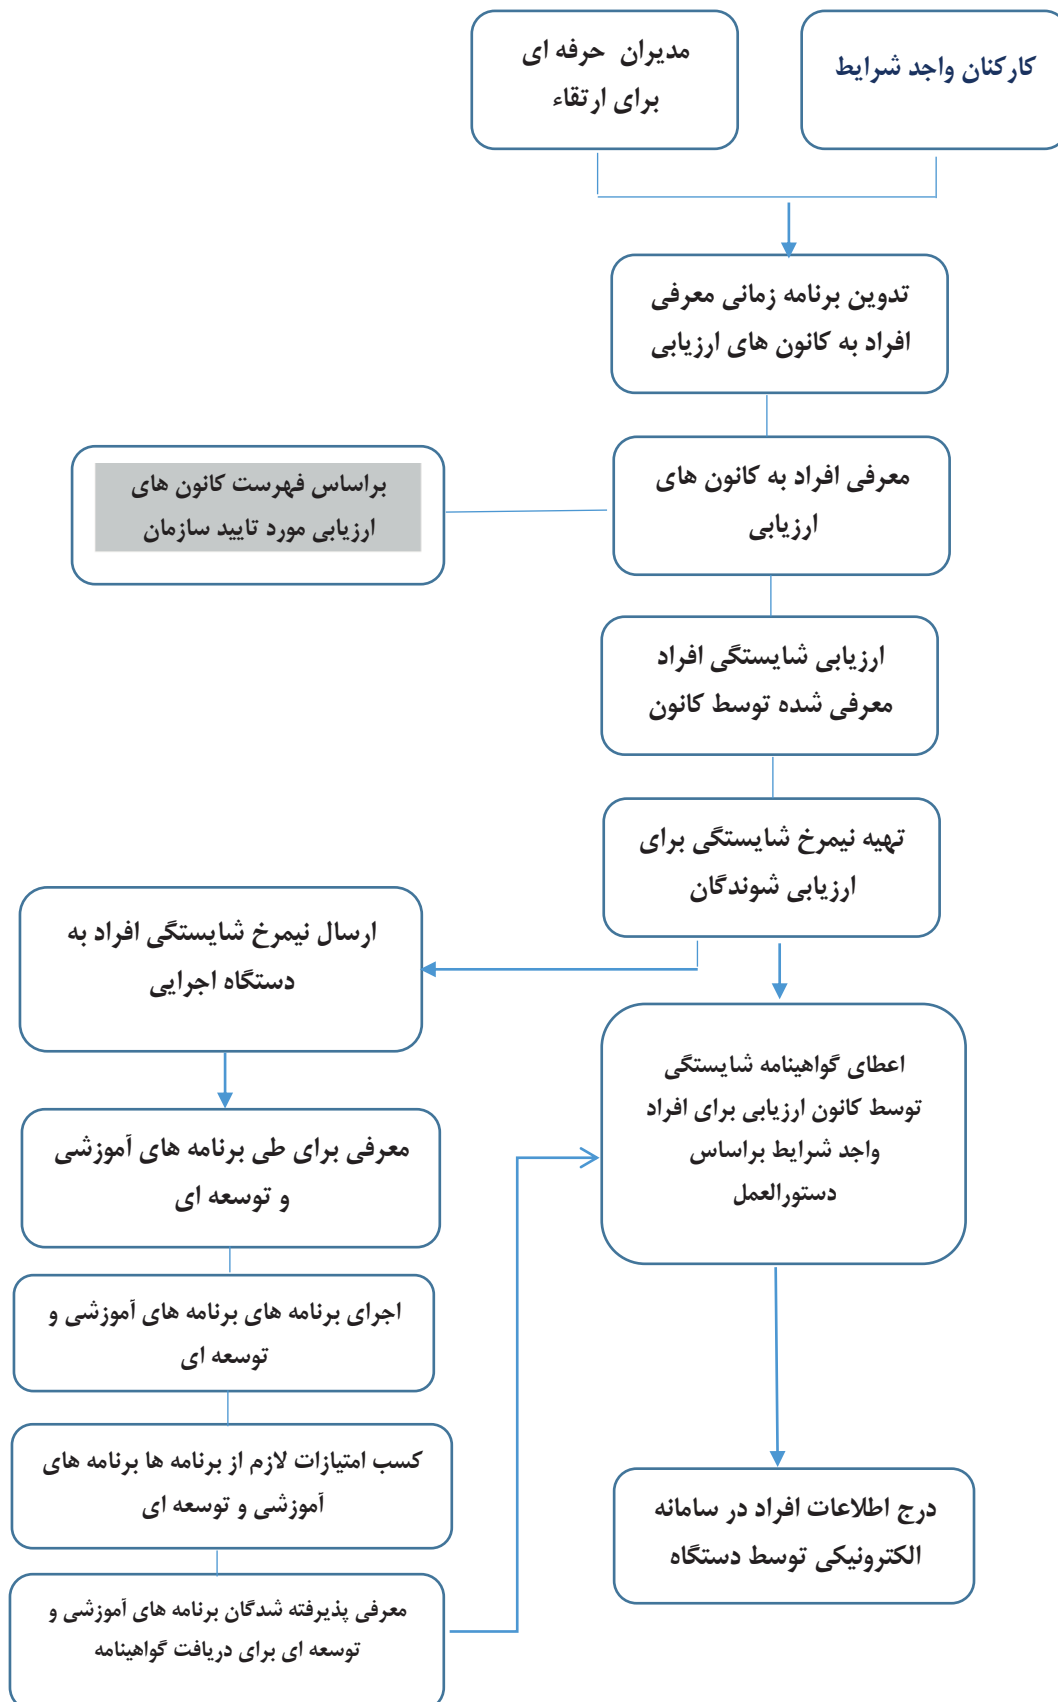 کارکنان واجد شرایط
مدیران حرفه ای
برای ارتقاء
تدوین برنامه زمانی معرفی
افراد به کانون های ارزیابی
معرفی افراد به کانون های
ارزیابی
براساس فهرست کانون های
ارزیابی مورد تایید سازمان
ارزیابی شایستگی افراد
معرفی شده توسط کانون
تهیه نیمرخ شایستگی برای
ارزیابی شوندگان
ارسال نیمرخ شایستگی افراد به
دستگاه اجرایی
اعطای گواهینامه شایستگی
توسط کانون ارزیابی برای افراد
واجد شرایط براساس
دستورالعمل
معرفی برای طی برنامه های آموزشی
و توسعه ای
اجرای برنامه های برنامه های آموزشی و
توسعه ای
کسب امتیازات لازم از برنامه ها برنامه های
آموزشی و توسعه ای
معرفی پذیرفته شدگان برنامه های آموزشی و
توسعه ای برای دریافت گواهینامه
درج اطلاعات افراد در سامانه
الکترونیکی توسط دستگاه